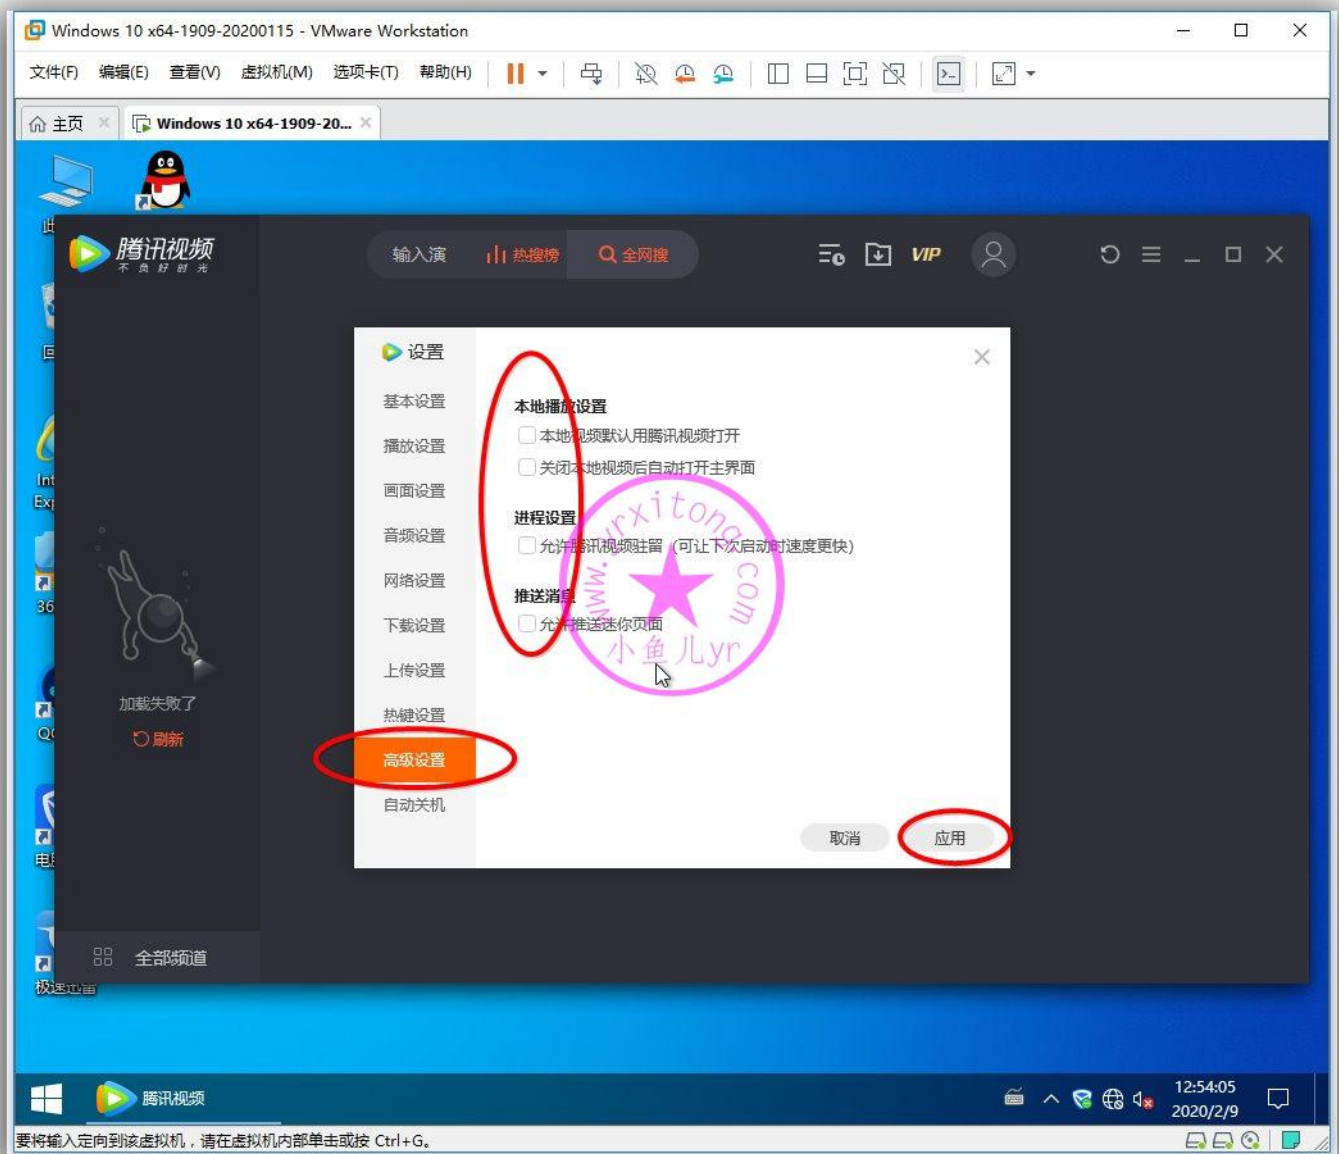 Windows 10 x64-1909-20200115 - VMware Workstation
文件(F) 编辑(E) 查看(V) 虚拟机(M) 选项卡(T) 帮助(H)
主页 Windows 10 x64-1909-20...
腾讯视频
不负好时光
输入演 热搜榜 全网搜 VIP
设置
基本设置
播放设置
画面设置
音频设置
网络设置
下载设置
上传设置
热键设置
高级设置
自动关机
本地播放设置
本地视频默认用腾讯视频打开
关闭本地视频后自动打开主界面
进程设置
允许腾讯视频驻留（可让下次启动时速度更快）
推送消息
允许推送迷你页面
www.yrxitong.com
小鱼儿yr
取消 应用
加载失败了
刷新
全部频道
Int
Exp
36
极速迅雷
腾讯视频
12:54:05
2020/2/9
要将输入定向到该虚拟机，请在虚拟机内部单击或按 Ctrl+G。